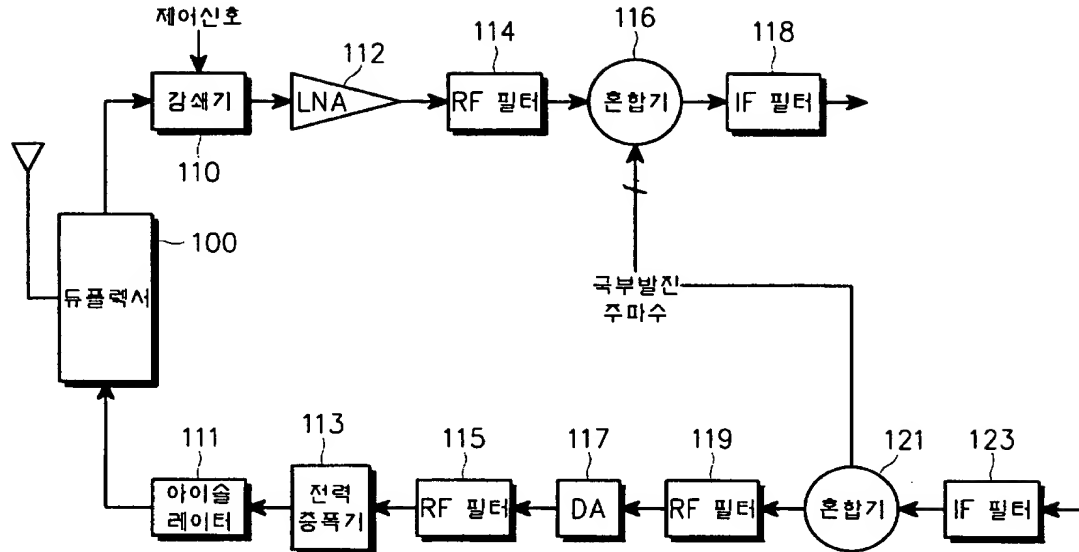 제어신호
112
114
116
118
감쇄기
LNA
RF 필터
혼합기
IF 필터
110
100
듀플렉서
국부발진
주파수
111
113
115
117
119
121
123
아이솔
레이터
전력
증폭기
RF 필터
DA
RF 필터
혼합기
IF 필터